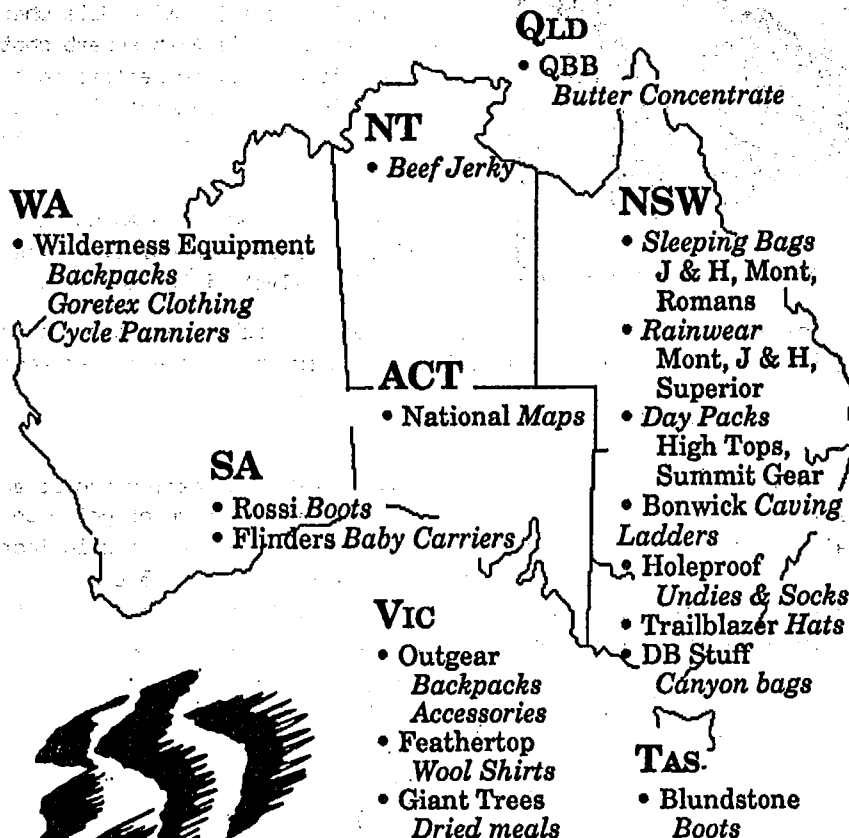 QLD
• QBB
Butter Concentrate
NT
• Beef Jerky
WA
• Wilderness Equipment
Backpacks
Goretex Clothing
Cycle Panniers
NSW
• Sleeping Bags
J & H, Mont,
Romans
• Rainwear
Mont, J & H,
Superior
• Day Packs
High Tops,
Summit Gear
• Bonwick Caving
Ladders
• Holeproof
Undies & Socks
• Trailblazer Hats
• DB Stuff
Canyon bags
ACT
• National Maps
SA
• Rossi Boots
• Flinders Baby Carriers
VIC
• Outgear
Backpacks
Accessories
• Feathertop
Wool Shirts
• Giant Trees
Dried meals
TAS.
• Blundstone
Boots